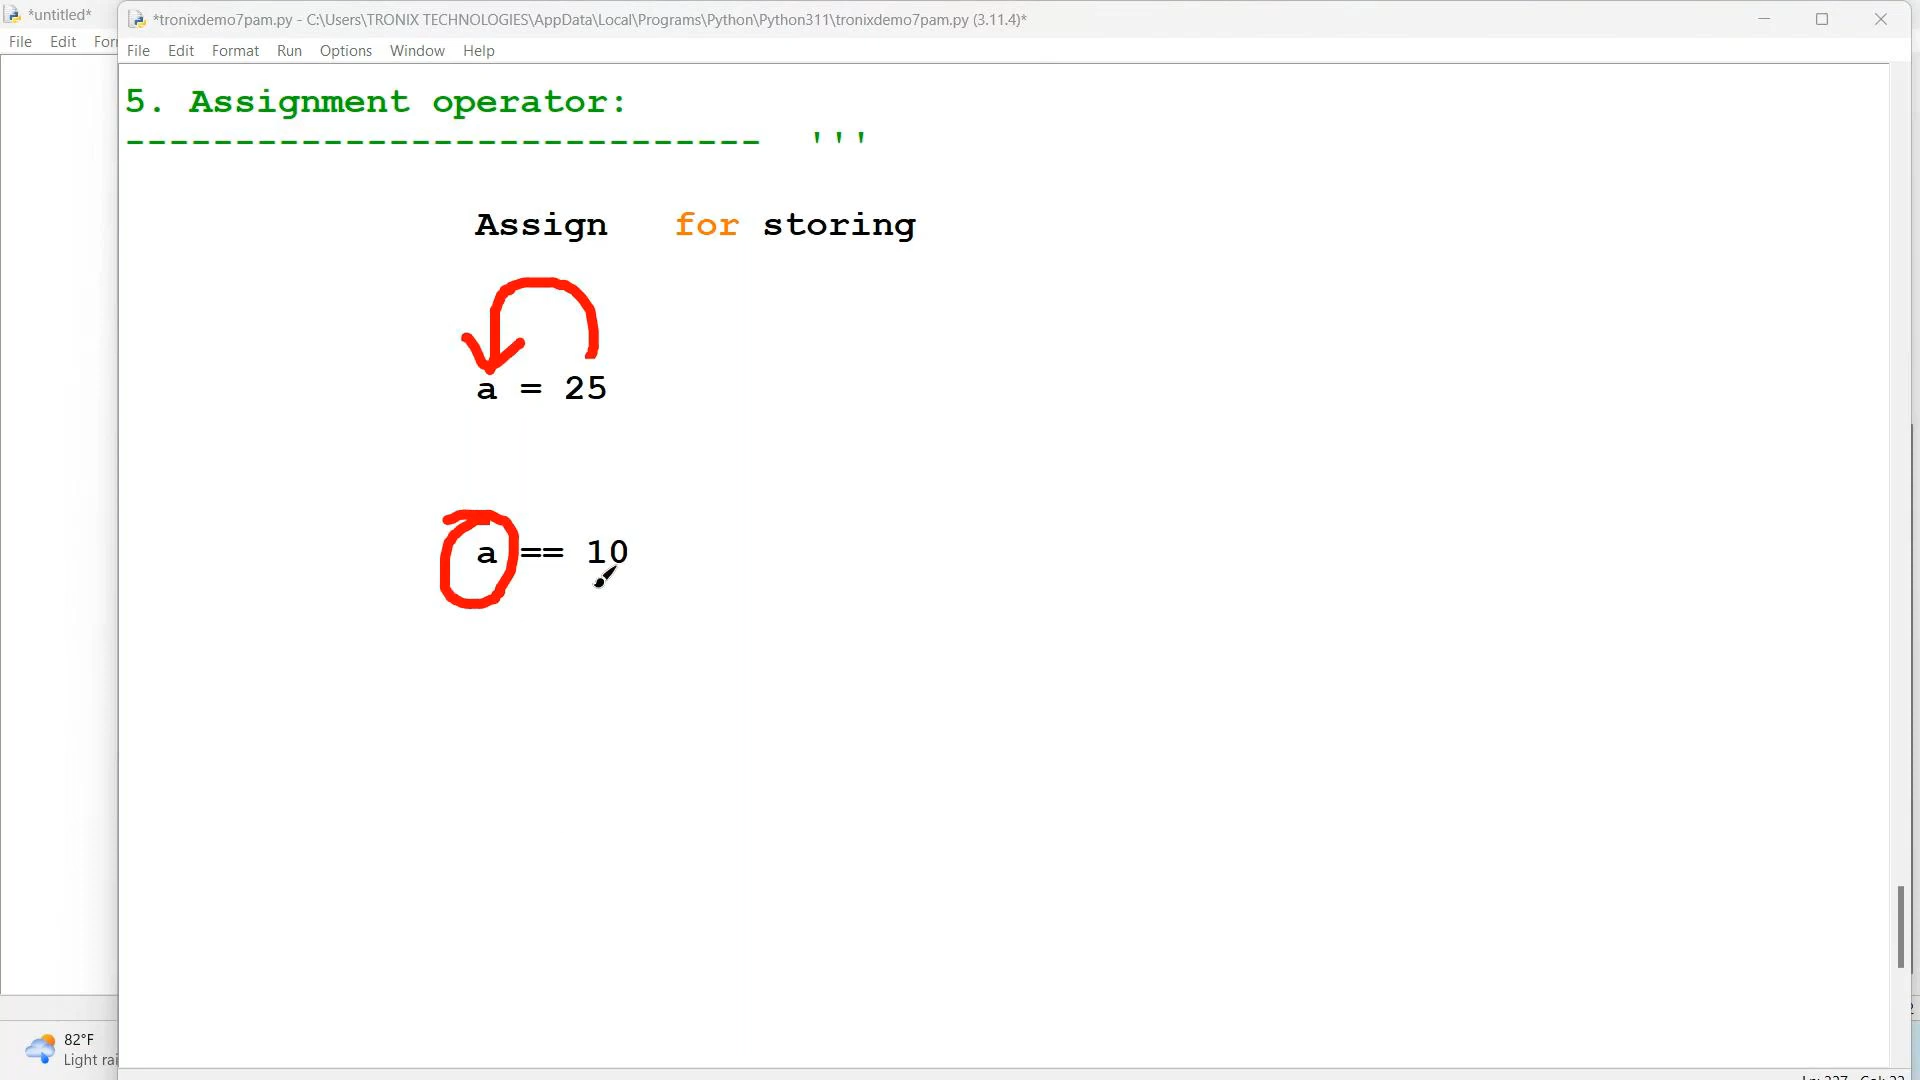 *untitled*
File Edit
*tronixdemo7pam.py - C:\Users\TRONIX TECHNOLOGIES\AppData\Local\Programs\Python\Python311\tronixdemo7pam.py (3.11.4)*
File Edit Format Run Options Window Help
5. Assignment operator:
----------------------------- '''
Assign for storing
a = 25
a == 10
82°F
Light